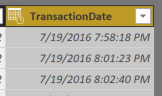 TransactionDate
7/19/2016 7:58:18 PM
7/19/2016 8:01:23 PM
7/19/2016 8:02:40 PM